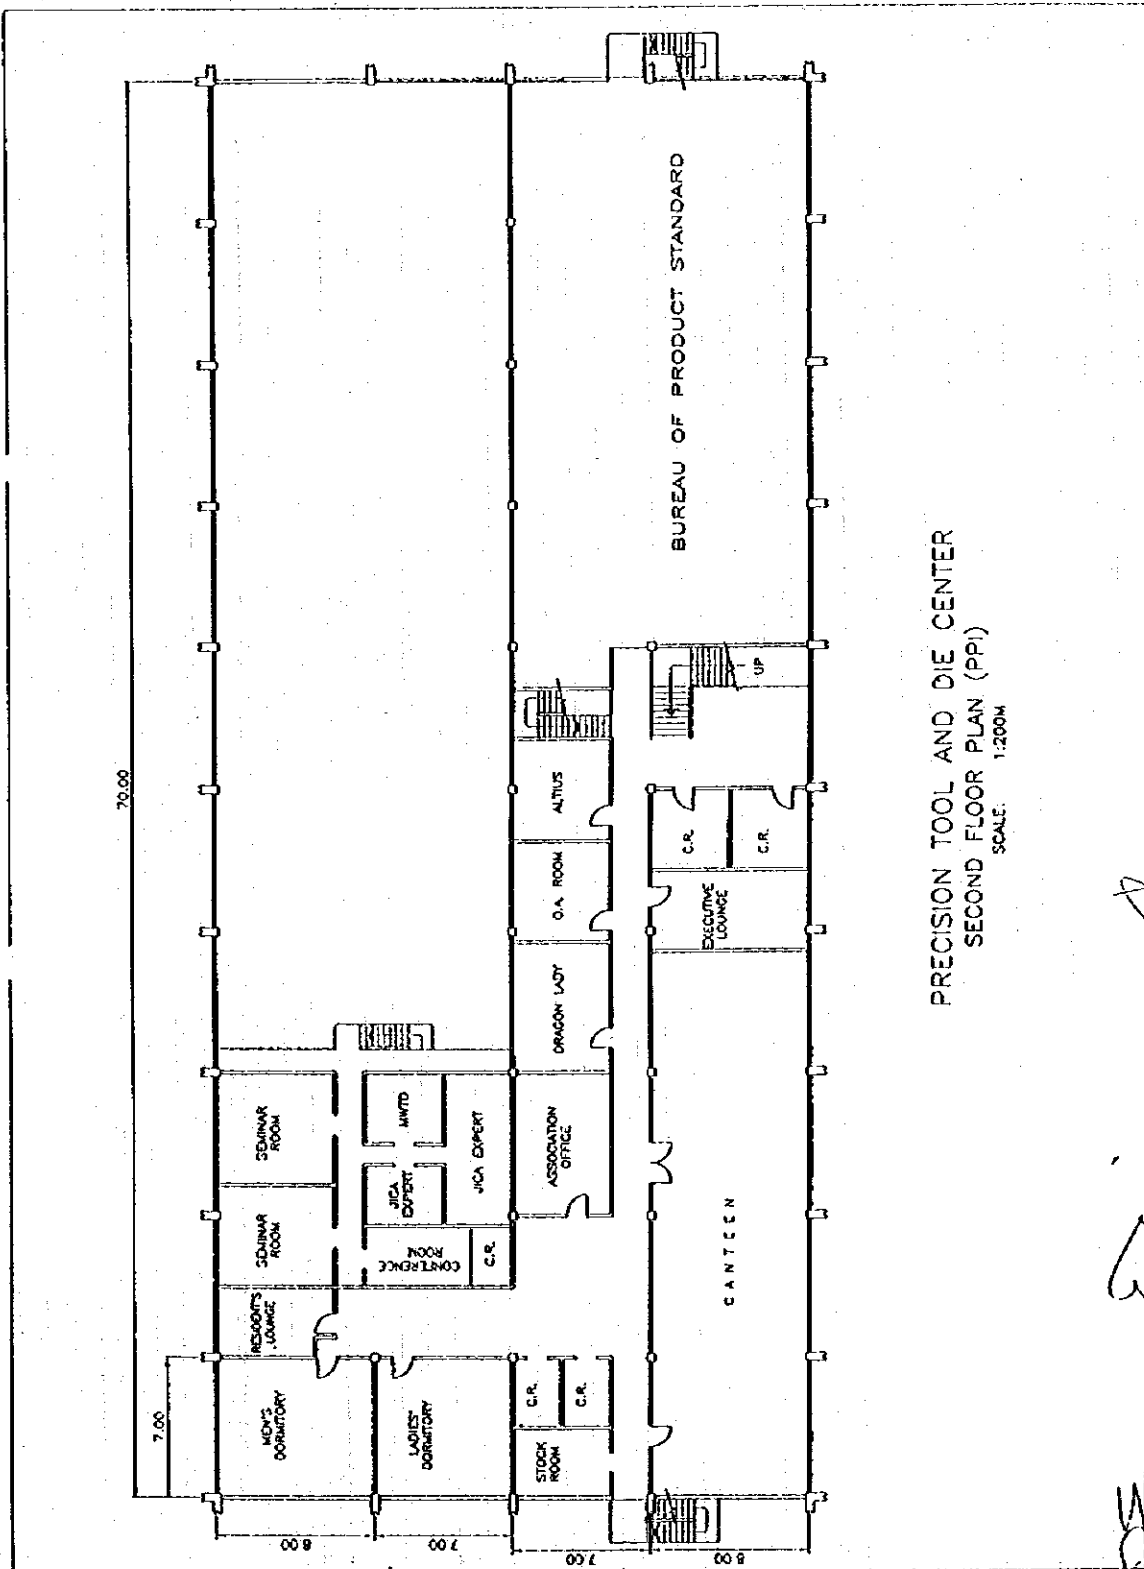 70.00
7.00
8.00
7.00
7.00
8.00
SEMINAR
ROOM
SEMINAR
ROOM
RESIDENT'S
LOUNGE
MEN'S
DORMITORY
LADIES'
DORMITORY
MWTD
JICA
EXPERT
JICA EXPERT
CONFERENCE
ROOM
C.R.
ALTIUS
O.A. ROOM
DRAGON LADY
ASSOCIATION
OFFICE
C.R.
C.R.
STOCK
ROOM
BUREAU OF PRODUCT STANDARD
UP
C.R.
C.R.
EXECUTIVE
LOUNGE
CANTEEN
PRECISION TOOL AND DIE CENTER
SECOND FLOOR PLAN (PPI)
SCALE: 1:200M